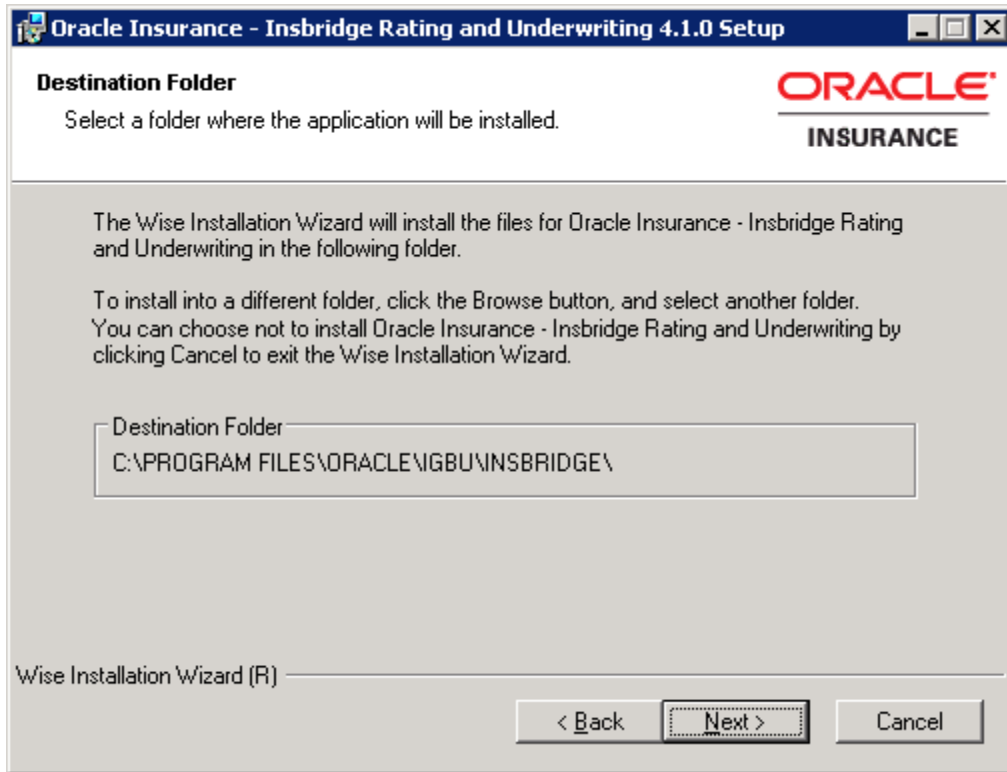 Oracle Insurance - Insbridge Rating and Underwriting 4.1.0 Setup
Destination Folder
Select a folder where the application will be installed.
ORACLE
INSURANCE
The Wise Installation Wizard will install the files for Oracle Insurance - Insbridge Rating
and Underwriting in the following folder.
To install into a different folder, click the Browse button, and select another folder.
You can choose not to install Oracle Insurance - Insbridge Rating and Underwriting by
clicking Cancel to exit the Wise Installation Wizard.
Destination Folder
C:\PROGRAM FILES\ORACLE\IGBU\INSBRIDGE\
Wise Installation Wizard (R)
< Back
Next >
Cancel